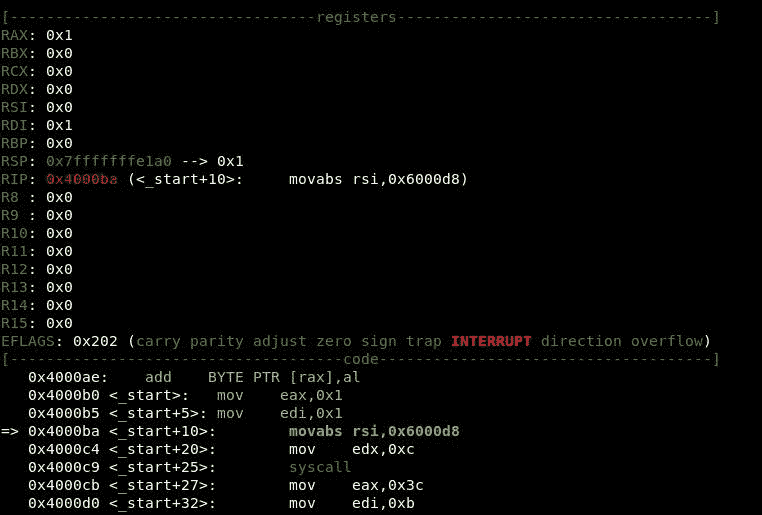 [----------------------------------registers-----------------------------------]
RAX: 0x1
RBX: 0x0
RCX: 0x0
RDX: 0x0
RSI: 0x0
RDI: 0x1
RBP: 0x0
RSP: 0x7fffffffe1a0 --> 0x1
RIP: 0x4000ba (<_start+10>:     movabs rsi,0x6000d8)
R8 : 0x0
R9 : 0x0
R10: 0x0
R11: 0x0
R12: 0x0
R13: 0x0
R14: 0x0
R15: 0x0
EFLAGS: 0x202 (carry parity adjust zero sign trap INTERRUPT direction overflow)
[-------------------------------------code-------------------------------------]
   0x4000ae:    add    BYTE PTR [rax],al
   0x4000b0 <_start>:   mov    eax,0x1
   0x4000b5 <_start+5>: mov    edi,0x1
=> 0x4000ba <_start+10>:        movabs rsi,0x6000d8
   0x4000c4 <_start+20>:        mov    edx,0xc
   0x4000c9 <_start+25>:        syscall
   0x4000cb <_start+27>:        mov    eax,0x3c
   0x4000d0 <_start+32>:        mov    edi,0xb